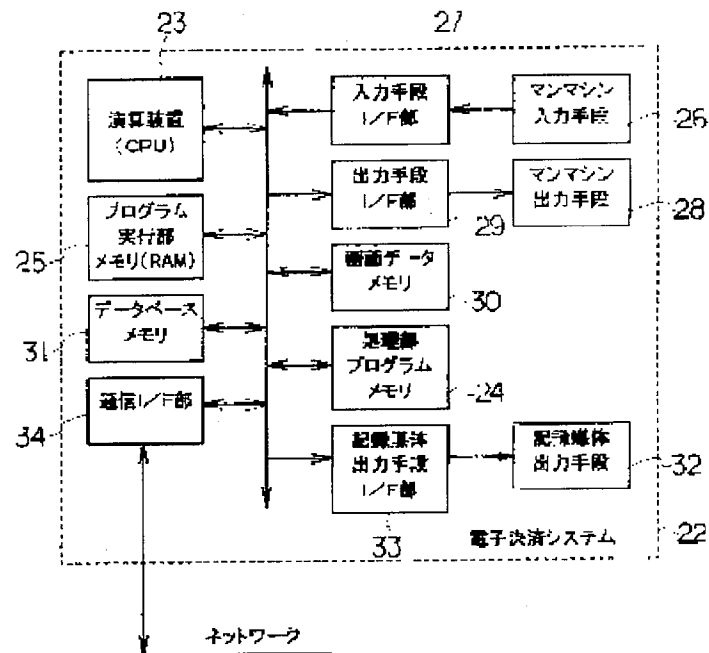 23
27
演算装置
(CPU)
入力手段
I/F部
マンマシン
入力手段
26
出力手段
I/F部
29
マンマシン
出力手段
28
プログラム
実行部
メモリ(RAM)
25
画面データ
メモリ
30
データベース
メモリ
31
処理部
プログラム
メモリ
24
通信I/F部
34
記録媒体
出力手段
I/F部
33
記録媒体
出力手段
32
電子決済システム
22
ネットワーク